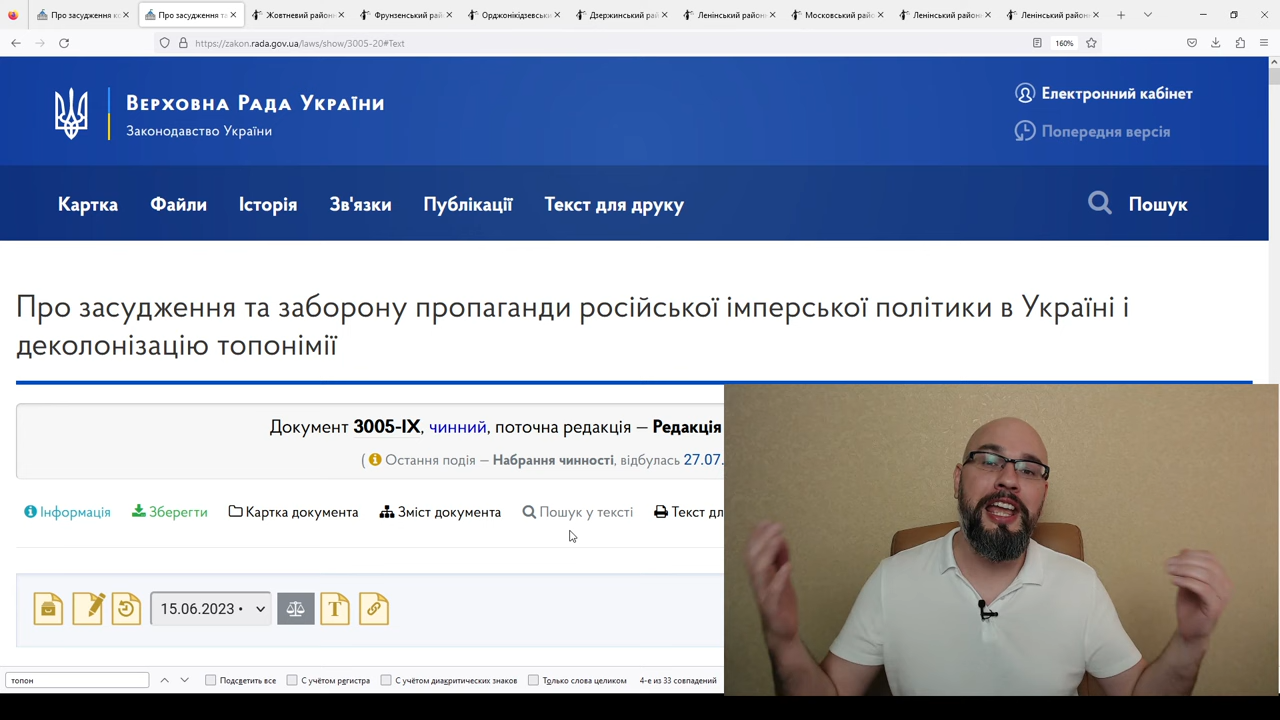 Про засудження ко
Про засудження та
Жовтневий район
Фрунзенський рай
Орджонікідзевськи
Дзержинський рай
Ленінський район
Московський рай
Ленінський район
Ленінський район
https://zakon.rada.gov.ua/laws/show/3005-20#Text
160%
Верховна Рада України
Законодавство України
Електронний кабінет
Попередня версія
Картка Файли Історія Зв'язки Публікації Текст для друку Пошук
Про засудження та заборону пропаганди російської імперської політики в Україні і
деколонізацію топонімії
Документ 3005-IX, чинний, поточна редакція — Редакція
( Остання подія — Набрання чинності, відбулась 27.07.
Інформація Зберегти Картка документа Зміст документа Пошук у тексті Текст дл
15.06.2023 •
топон Подсветить все С учётом регистра С учётом диакритических знаков Только слова целиком 4-е из 33 совпадений